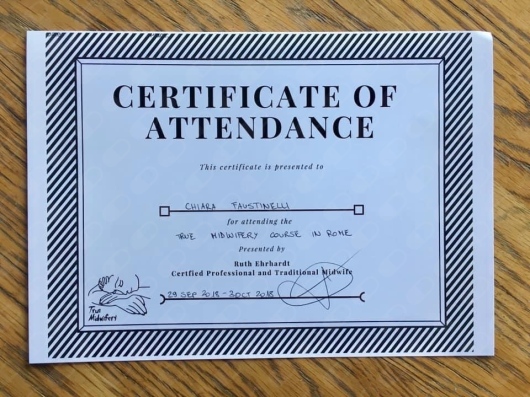 CERTIFICATE OF
ATTENDANCE
This certificate is presented to
CHIARA FAUSTINELLI
for attending the
TRUE MIDWIFERY COURSE IN ROME
Presented by
Ruth Ehrhardt
Certfied Professional and Traditional Midwife
29 SEP 2018 - 3 OCT 2018
True
Midwifery